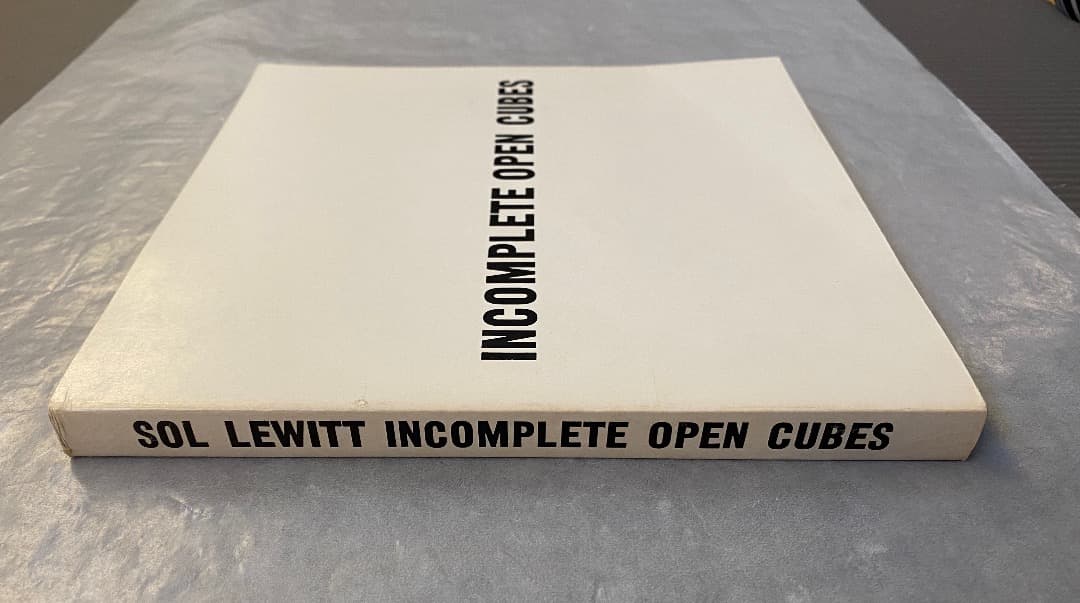 INCOMPLETE OPEN CUBES
SOL LEWITT INCOMPLETE OPEN CUBES